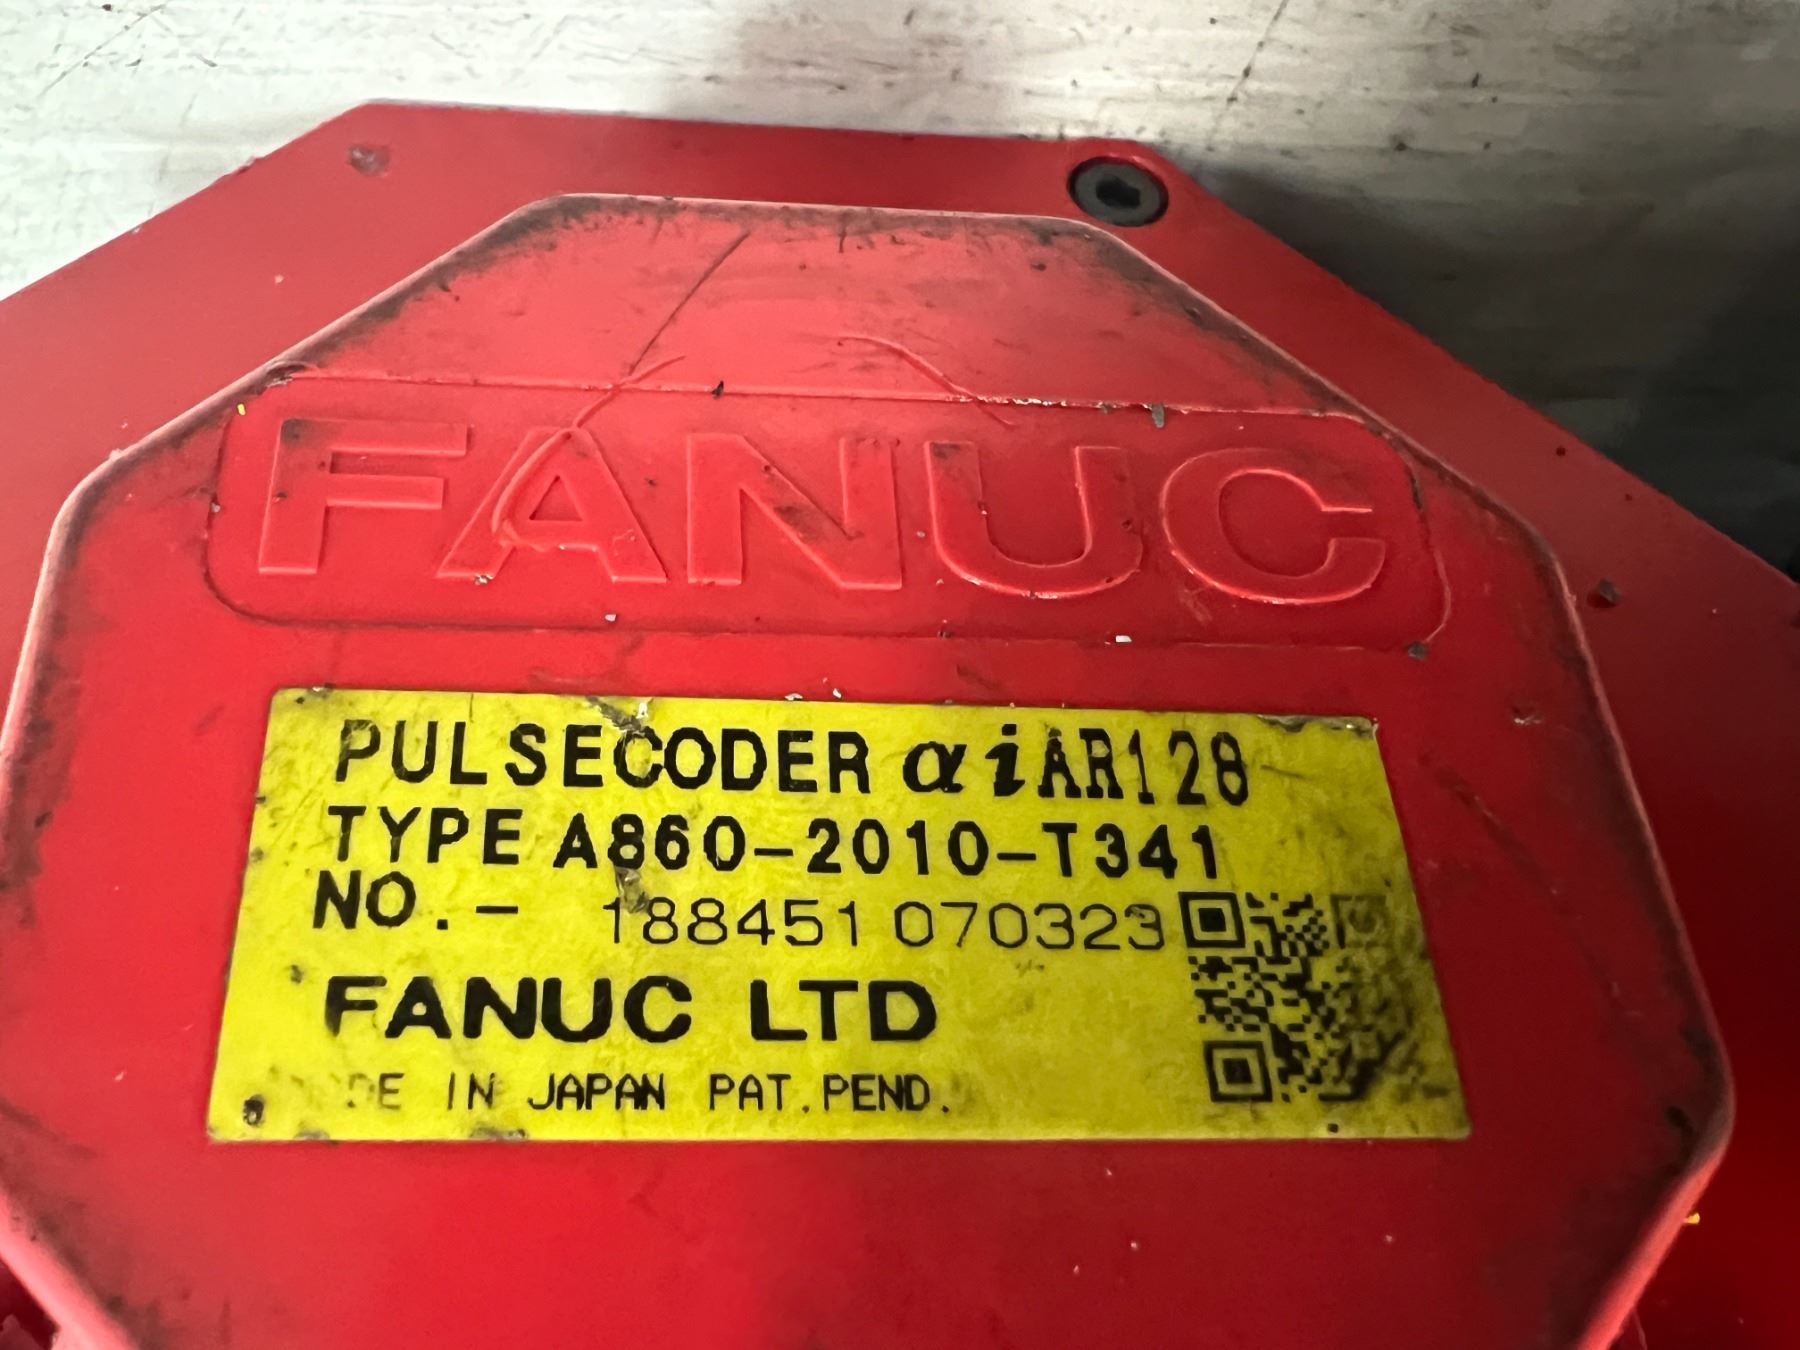 FANUC
PULSECODER αiAR128
TYPE A860-2010-T341
NO. - 188451 070323
FANUC LTD
IN JAPAN PAT.PEND.